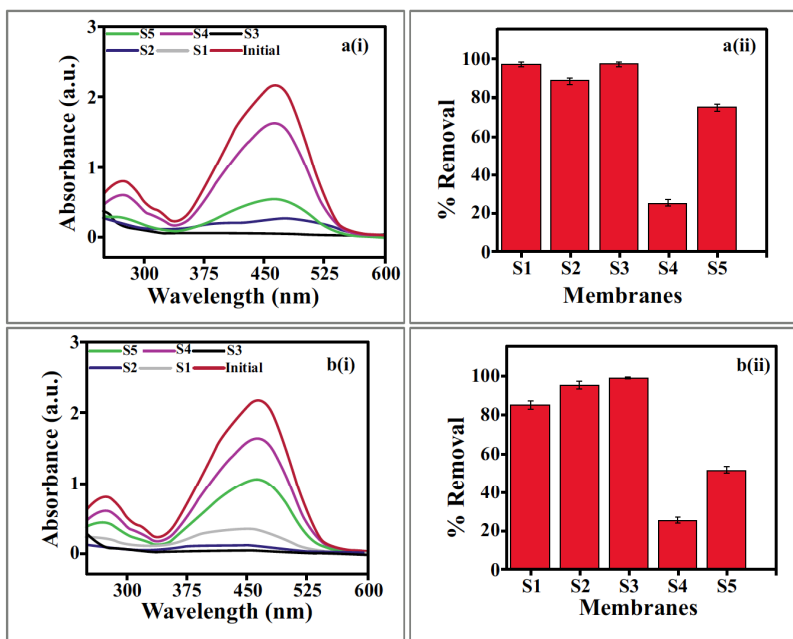 3
S5 S4 S3
S2 S1 Initial
a(i)
2
1
0
Absorbance (a.u.)
300 375 450 525 600
Wavelength (nm)
a(ii)
100
80
60
40
20
0
% Removal
S1 S2 S3 S4 S5
Membranes
3
S5 S4 S3
S2 S1 Initial
b(i)
2
1
0
Absorbance (a.u.)
300 375 450 525 600
Wavelength (nm)
b(ii)
100
80
60
40
20
0
% Removal
S1 S2 S3 S4 S5
Membranes